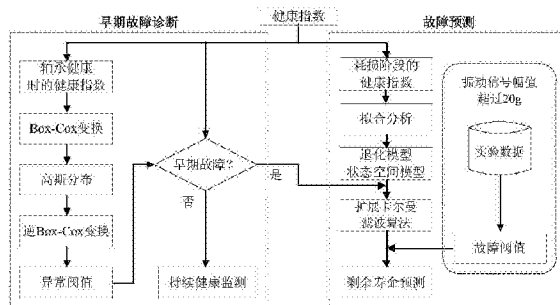 健康指数
早期故障诊断
故障预测
轴承健康
时的健康指数
Box-Cox变换
高斯分布
逆Box-Cox变换
异常阀值
早期故障?
是
否
持续健康监测
耗损阶段的
健康指数
拟合分析
退化模型
状态空间模型
扩展卡尔曼
滤波算法
剩余寿命预测
振动信号幅值
超过20g
实验数据
故障阀值